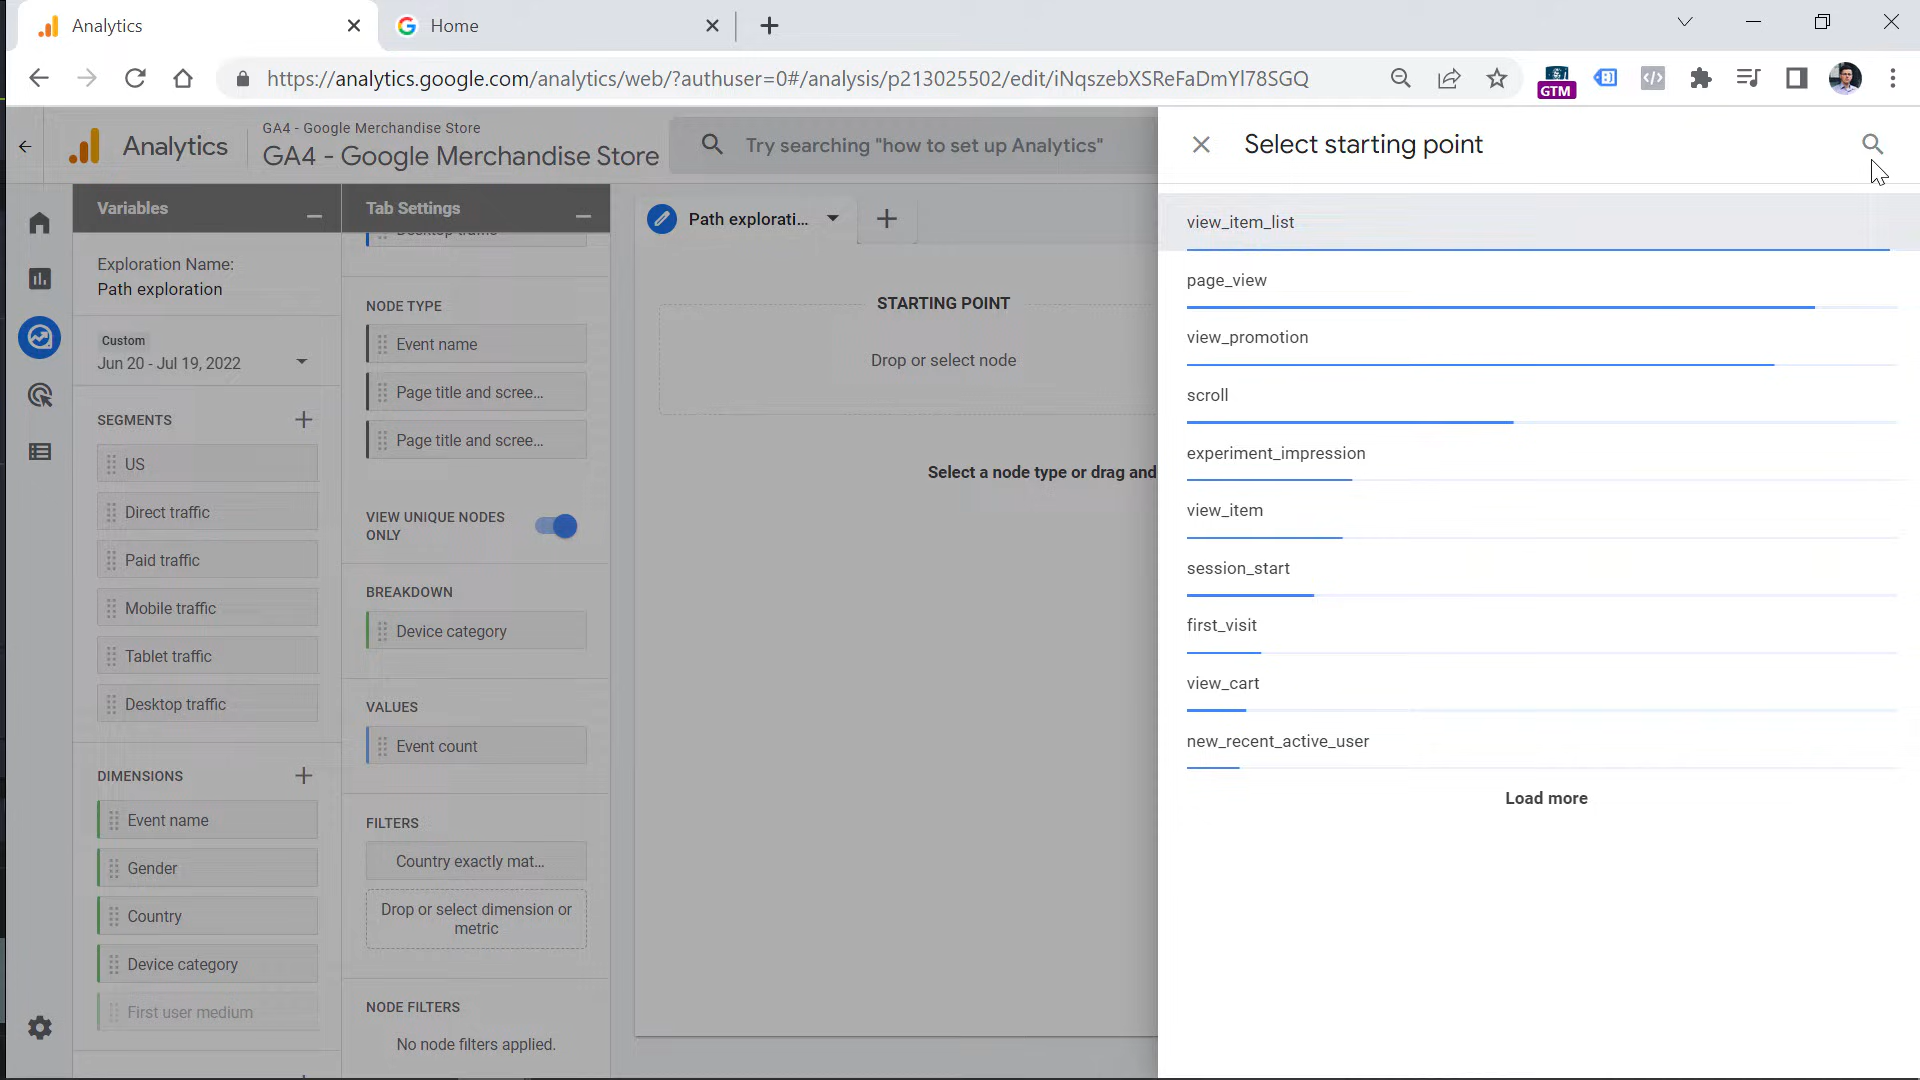 Analytics
Home
https://analytics.google.com/analytics/web/?authuser=0#/analysis/p213025502/edit/iNqszebXSReFaDmYl78SGQ
GTM
Analytics
GA4 - Google Merchandise Store
GA4 - Google Merchandise Store
Try searching "how to set up Analytics"
Select starting point
Variables
Exploration Name:
Path exploration
Custom
Jun 20 - Jul 19, 2022
SEGMENTS
US
Direct traffic
Paid traffic
Mobile traffic
Tablet traffic
Desktop traffic
DIMENSIONS
Event name
Gender
Country
Device category
First user medium
Tab Settings
Desktop traffic
NODE TYPE
Event name
Page title and scree...
Page title and scree...
VIEW UNIQUE NODES
ONLY
BREAKDOWN
Device category
VALUES
Event count
FILTERS
Country exactly mat...
Drop or select dimension or
metric
NODE FILTERS
No node filters applied.
Path explorati...
STARTING POINT
Drop or select node
Select a node type or drag and
view_item_list
page_view
view_promotion
scroll
experiment_impression
view_item
session_start
first_visit
view_cart
new_recent_active_user
Load more